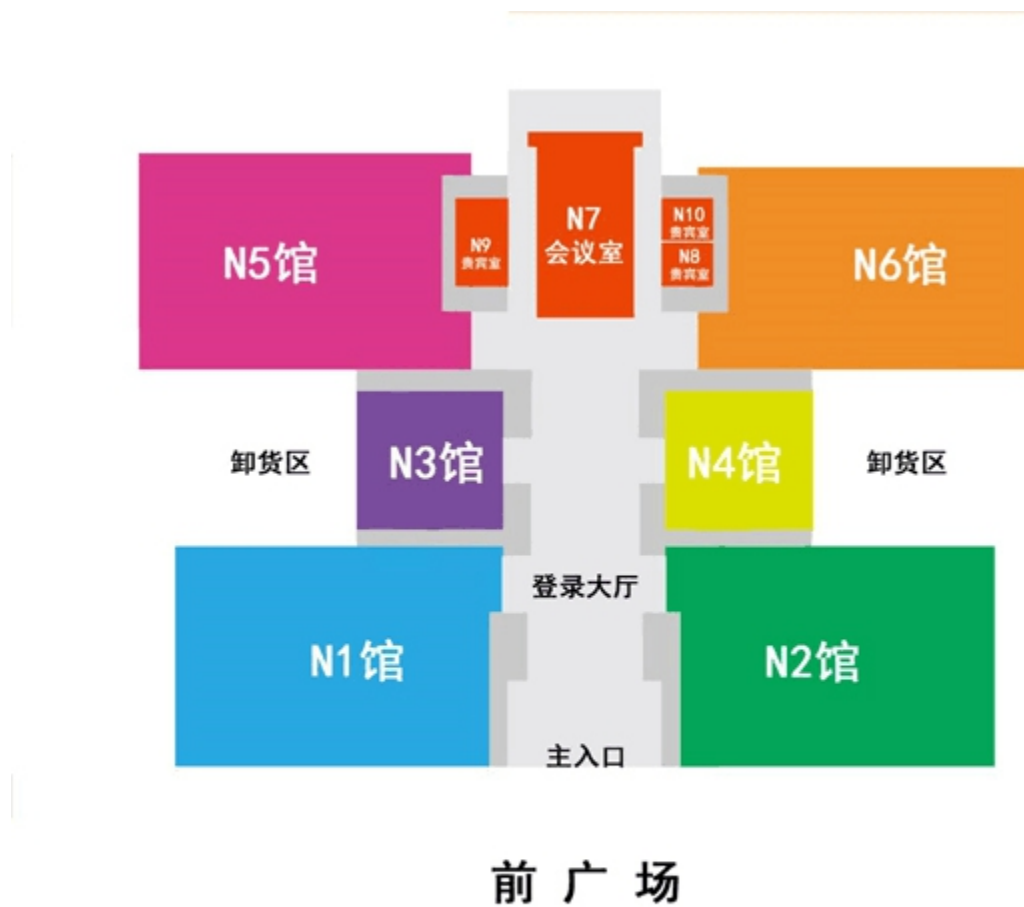 N5馆
N9
贵宾室
N7
会议室
N10
贵宾室
N8
贵宾室
N6馆
卸货区
N3馆
N4馆
卸货区
登录大厅
N1馆
N2馆
主入口
前广场